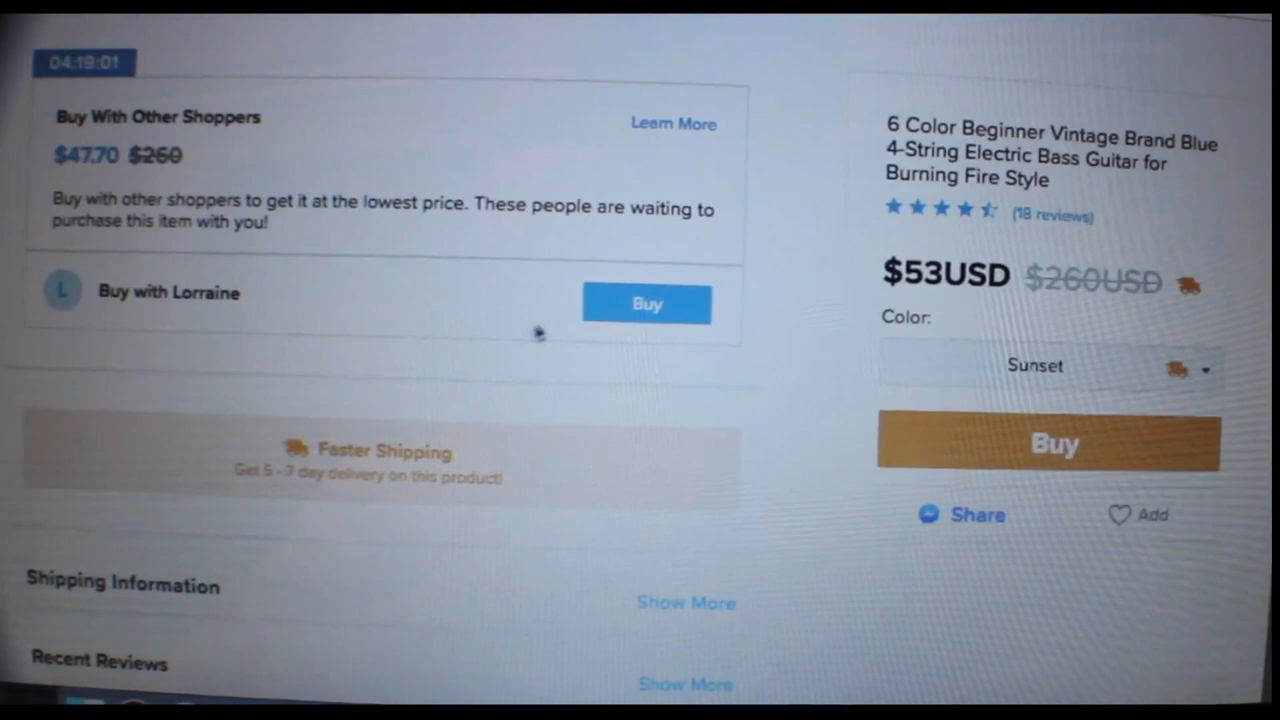 04:19:01
Buy With Other Shoppers
Learn More
$47.70 $260
Buy with other shoppers to get it at the lowest price. These people are waiting to
purchase this item with you!
L
Buy with Lorraine
Buy
Faster Shipping
Get 5 - 7 day delivery on this product!
Shipping Information
Show More
Recent Reviews
Show More
6 Color Beginner Vintage Brand Blue
4-String Electric Bass Guitar for
Burning Fire Style
(18 reviews)
$53USD $260USD
Color:
Sunset
Buy
Share
Add